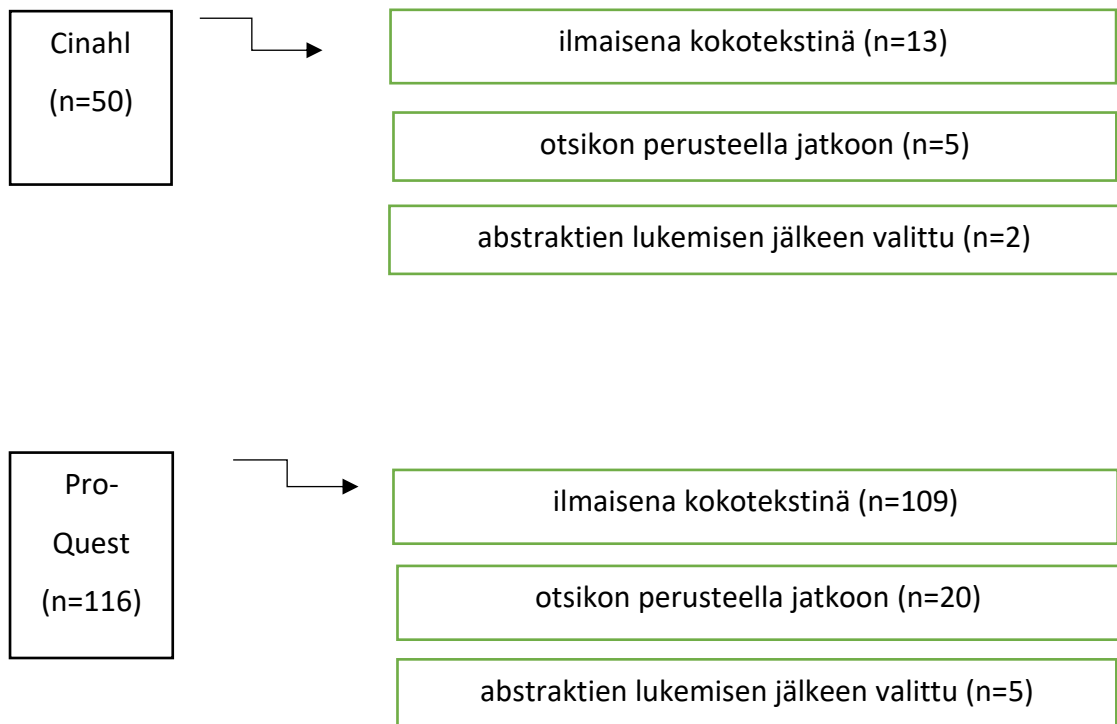 Cinahl
(n=50)
ilmaisena kokotekstinä (n=13)
otsikon perusteella jatkoon (n=5)
abstraktien lukemisen jälkeen valittu (n=2)
Pro-
Quest
(n=116)
ilmaisena kokotekstinä (n=109)
otsikon perusteella jatkoon (n=20)
abstraktien lukemisen jälkeen valittu (n=5)